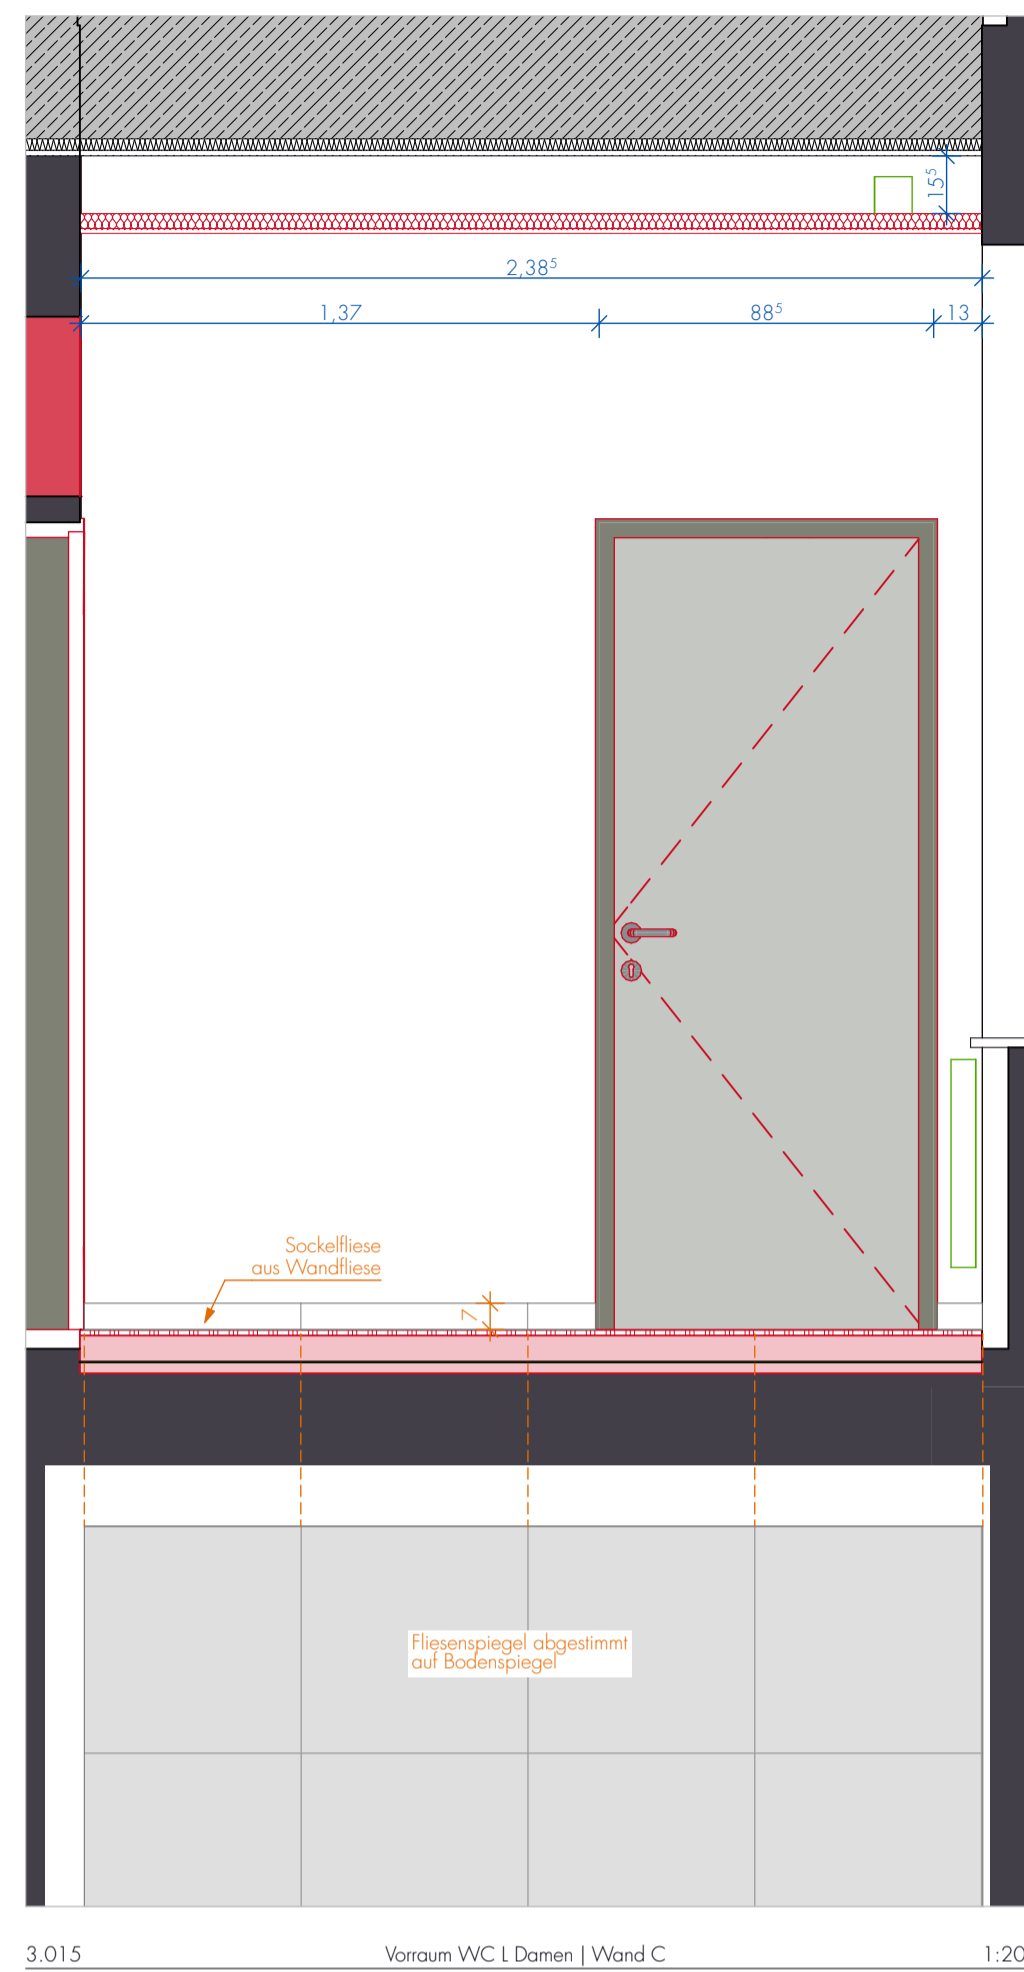 15⁵
2,38⁵
1,37 88⁵ 13
Sockelfliese
aus Wandfliese
7
Fliesenspiegel abgestimmt
auf Bodenspiegel
3.015 Vorraum WC L Damen | Wand C 1:20